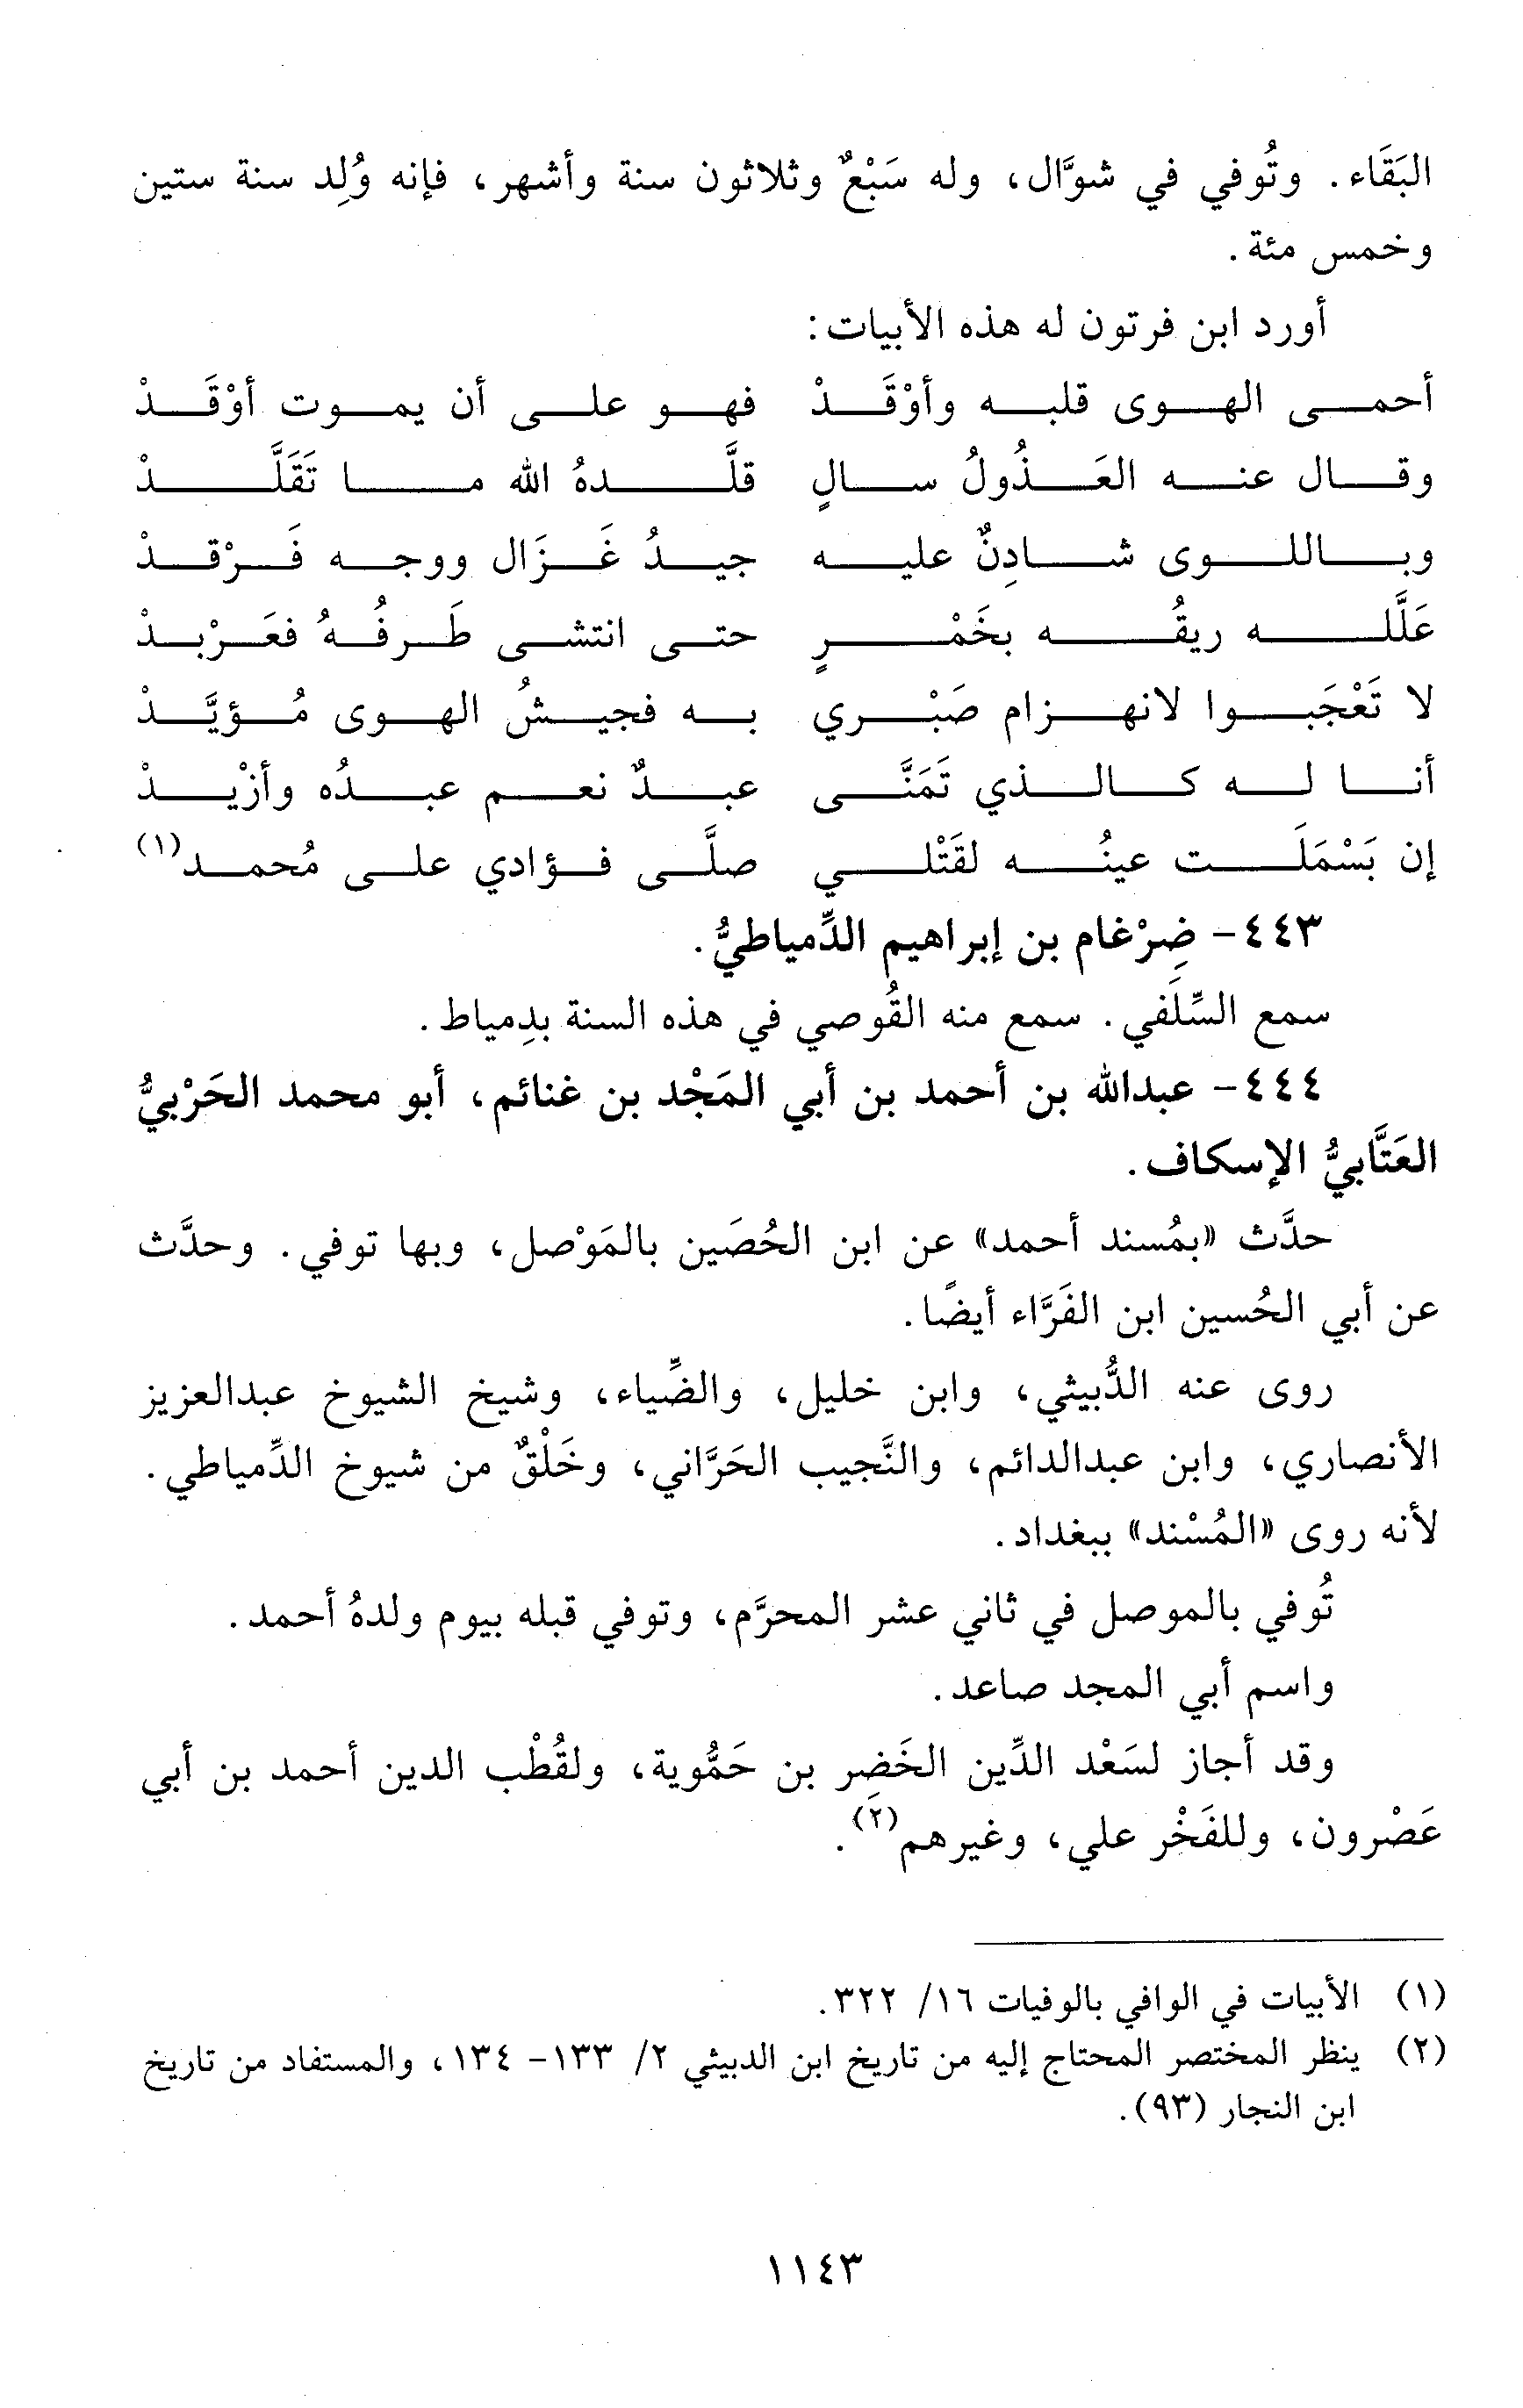 البَقَاء. وتُوفي في شوَّال، وله سَبْعٌ وثلاثون سنة وأشهر، فإنه وُلِد سنة ستين
وخمس مئة.
أورد ابن فرتون له هذه الأبيات:
أحمى الهوى قلبه وأوْقَدْ فهو على أن يموت أوْقَدْ
وقال عنه العَذُولُ سالٍ قلَّدهُ الله ما تَقَلَّدْ
وباللوى شادِنٌ عليه جيدُ غَزَال ووجه فَرْقدْ
عَلَّله ريقُه بخَمْرٍ حتى انتشى طَرفُهُ فعَرْبدْ
لا تَعْجَبوا لانهزام صَبْري به فجيشُ الهوى مُؤيَّدْ
أنا له كالذي تَمَنَّى عبدٌ نعم عبدُه وأزْيدْ
إن بَسْمَلَت عينُه لقَتْلي صلَّى فؤادي على مُحمد(١)
٤٤٣- ضِرْغام بن إبراهيم الدِّمياطيُّ.
سمع السِّلَفي. سمع منه القُوصي في هذه السنة بدِمياط.
٤٤٤- عبدالله بن أحمد بن أبي المَجْد بن غنائم، أبو محمد الحَرْبيُّ
العَتَّابيُّ الإسكاف.
حدَّث «بمُسند أحمد» عن ابن الحُصَين بالمَوْصل، وبها توفي. وحدَّث
عن أبي الحُسين ابن الفَرَّاء أيضًا.
روى عنه الدُّبيثي، وابن خليل، والضِّياء، وشيخ الشيوخ عبدالعزيز
الأنصاري، وابن عبدالدائم، والنَّجيب الحَرَّاني، وخَلْقٌ من شيوخ الدِّمياطي.
لأنه روى «المُسْند» ببغداد.
تُوفي بالموصل في ثاني عشر المحرَّم، وتوفي قبله بيوم ولدهُ أحمد.
واسم أبي المجد صاعد.
وقد أجاز لسَعْد الدِّين الخَضِر بن حَمُّوية، ولقُطْب الدين أحمد بن أبي
عَصْرون، وللفَخْر علي، وغيرهم(٢).
(١) الأبيات في الوافي بالوفيات ١٦/ ٣٢٢.
(٢) ينظر المختصر المحتاج إليه من تاريخ ابن الدبيثي ٢/ ١٣٣- ١٣٤، والمستفاد من تاريخ
ابن النجار (٩٣).
١١٤٣